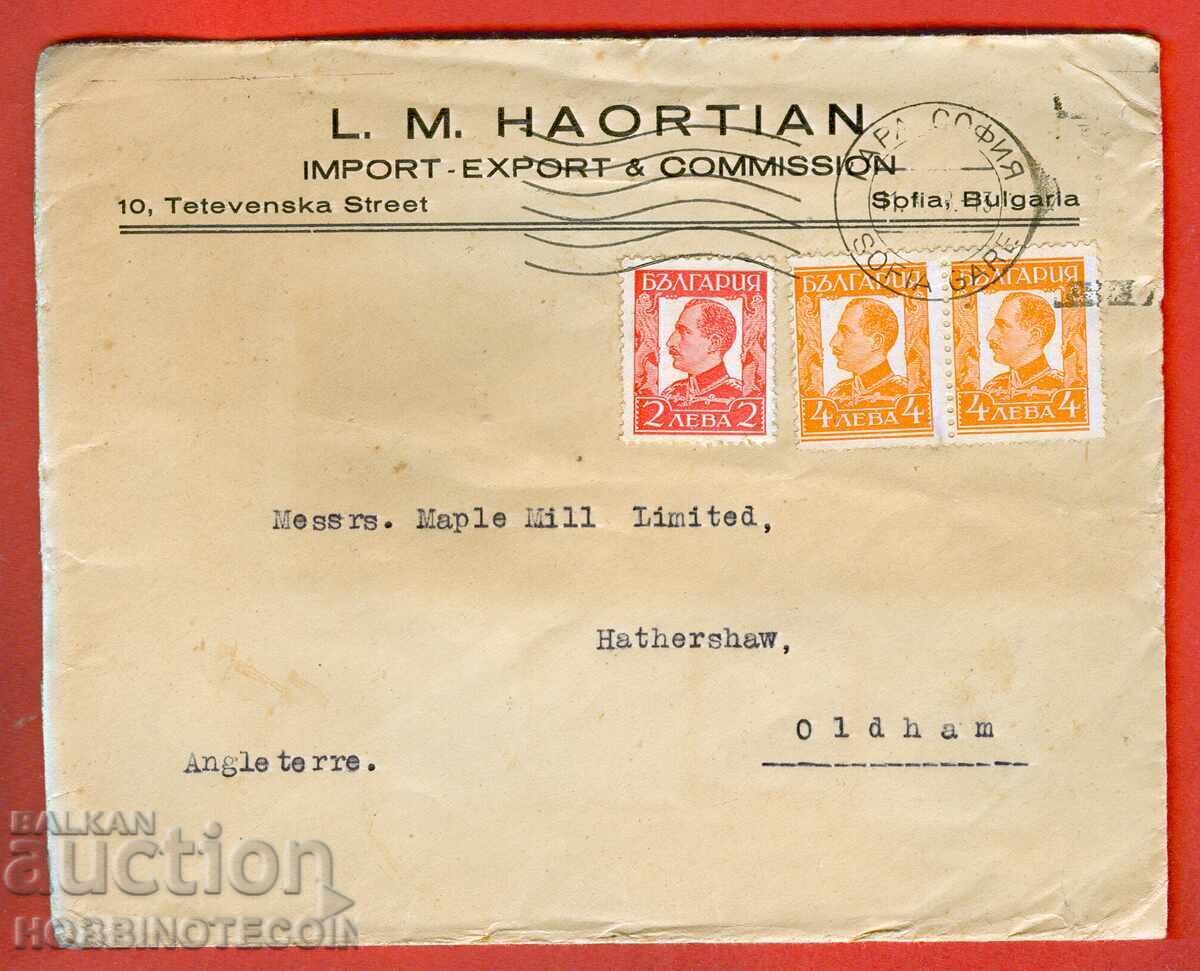 L. M. HAORTIAN
IMPORT - EXPORT & COMMISSION
10, Tetevenska Street Sofia, Bulgaria
ГАРА СОФИЯ
SOFIA GARE
БЪЛГАРИЯ
2 ЛЕВА 2
БЪЛГАРИЯ
4 ЛЕВА 4
БЪЛГАРИЯ
4 ЛЕВА 4
Messrs. Maple Mill Limited,
Hathershaw,
Oldham
Angleterre.
BALKAN
auction
HOBBINOTECOIN